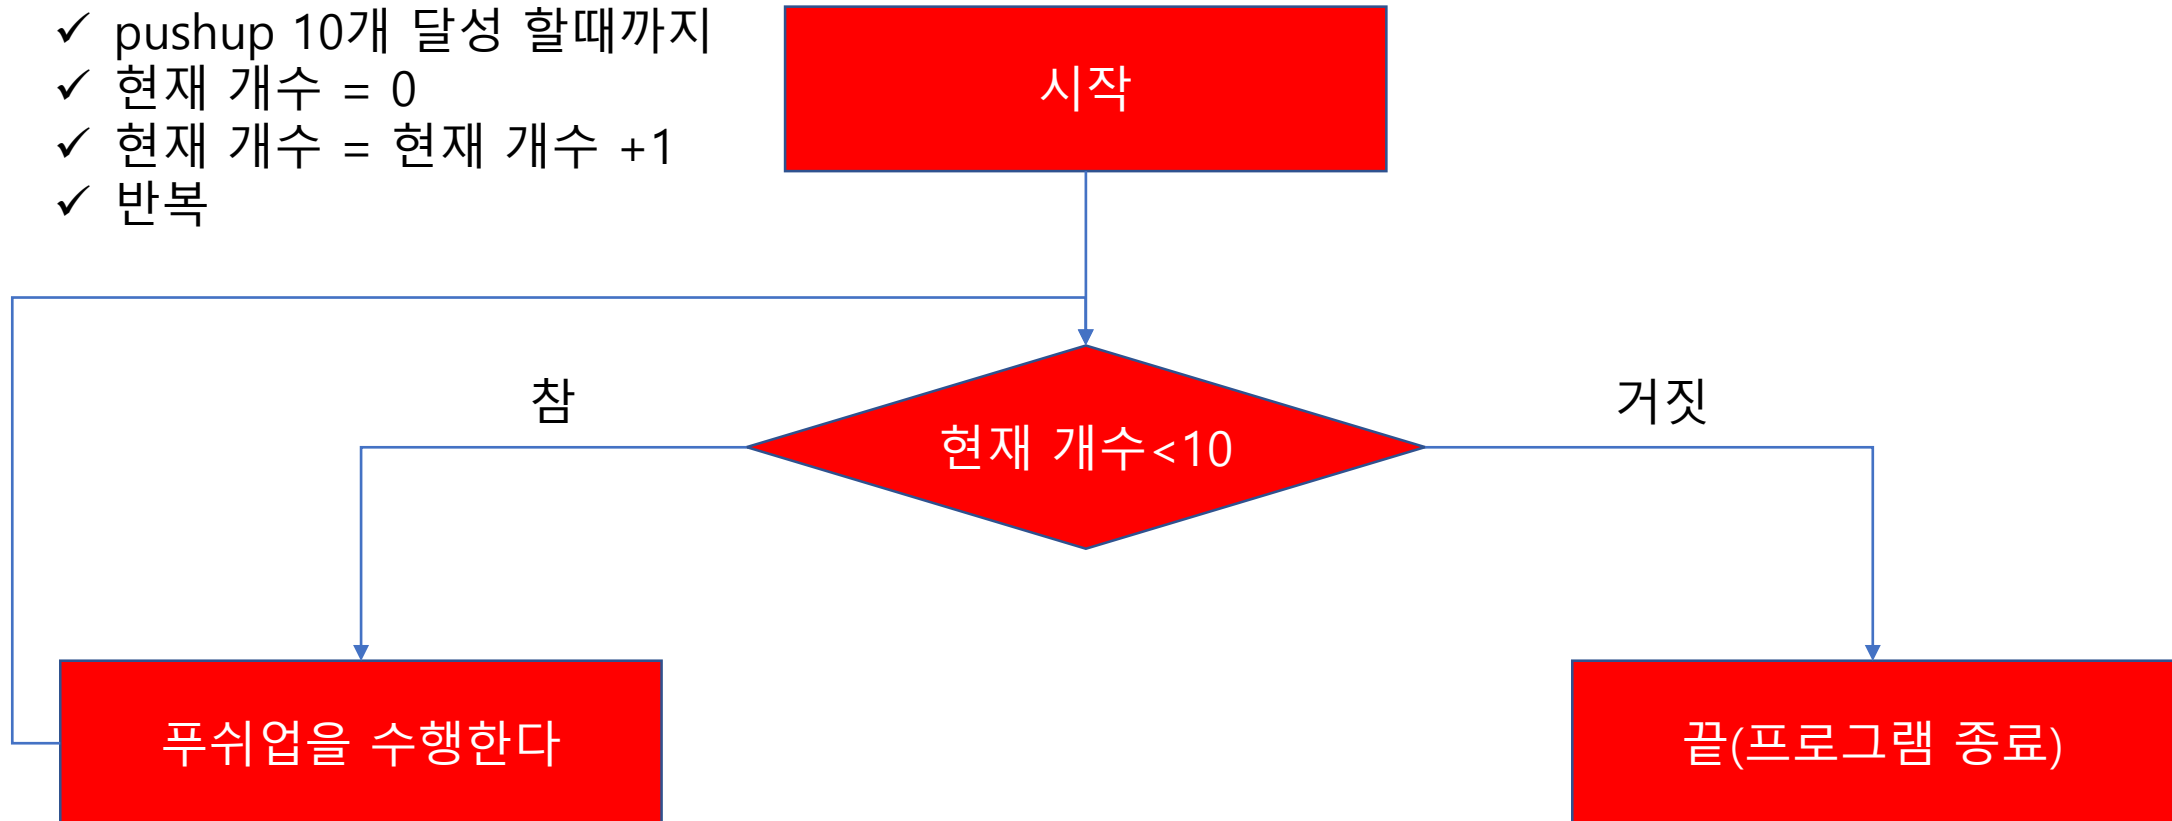 ✓ pushup 10개 달성 할때까지
✓ 현재 개수 = 0
✓ 현재 개수 = 현재 개수 +1
✓ 반복
시작
참
거짓
현재 개수<10
푸쉬업을 수행한다
끝(프로그램 종료)